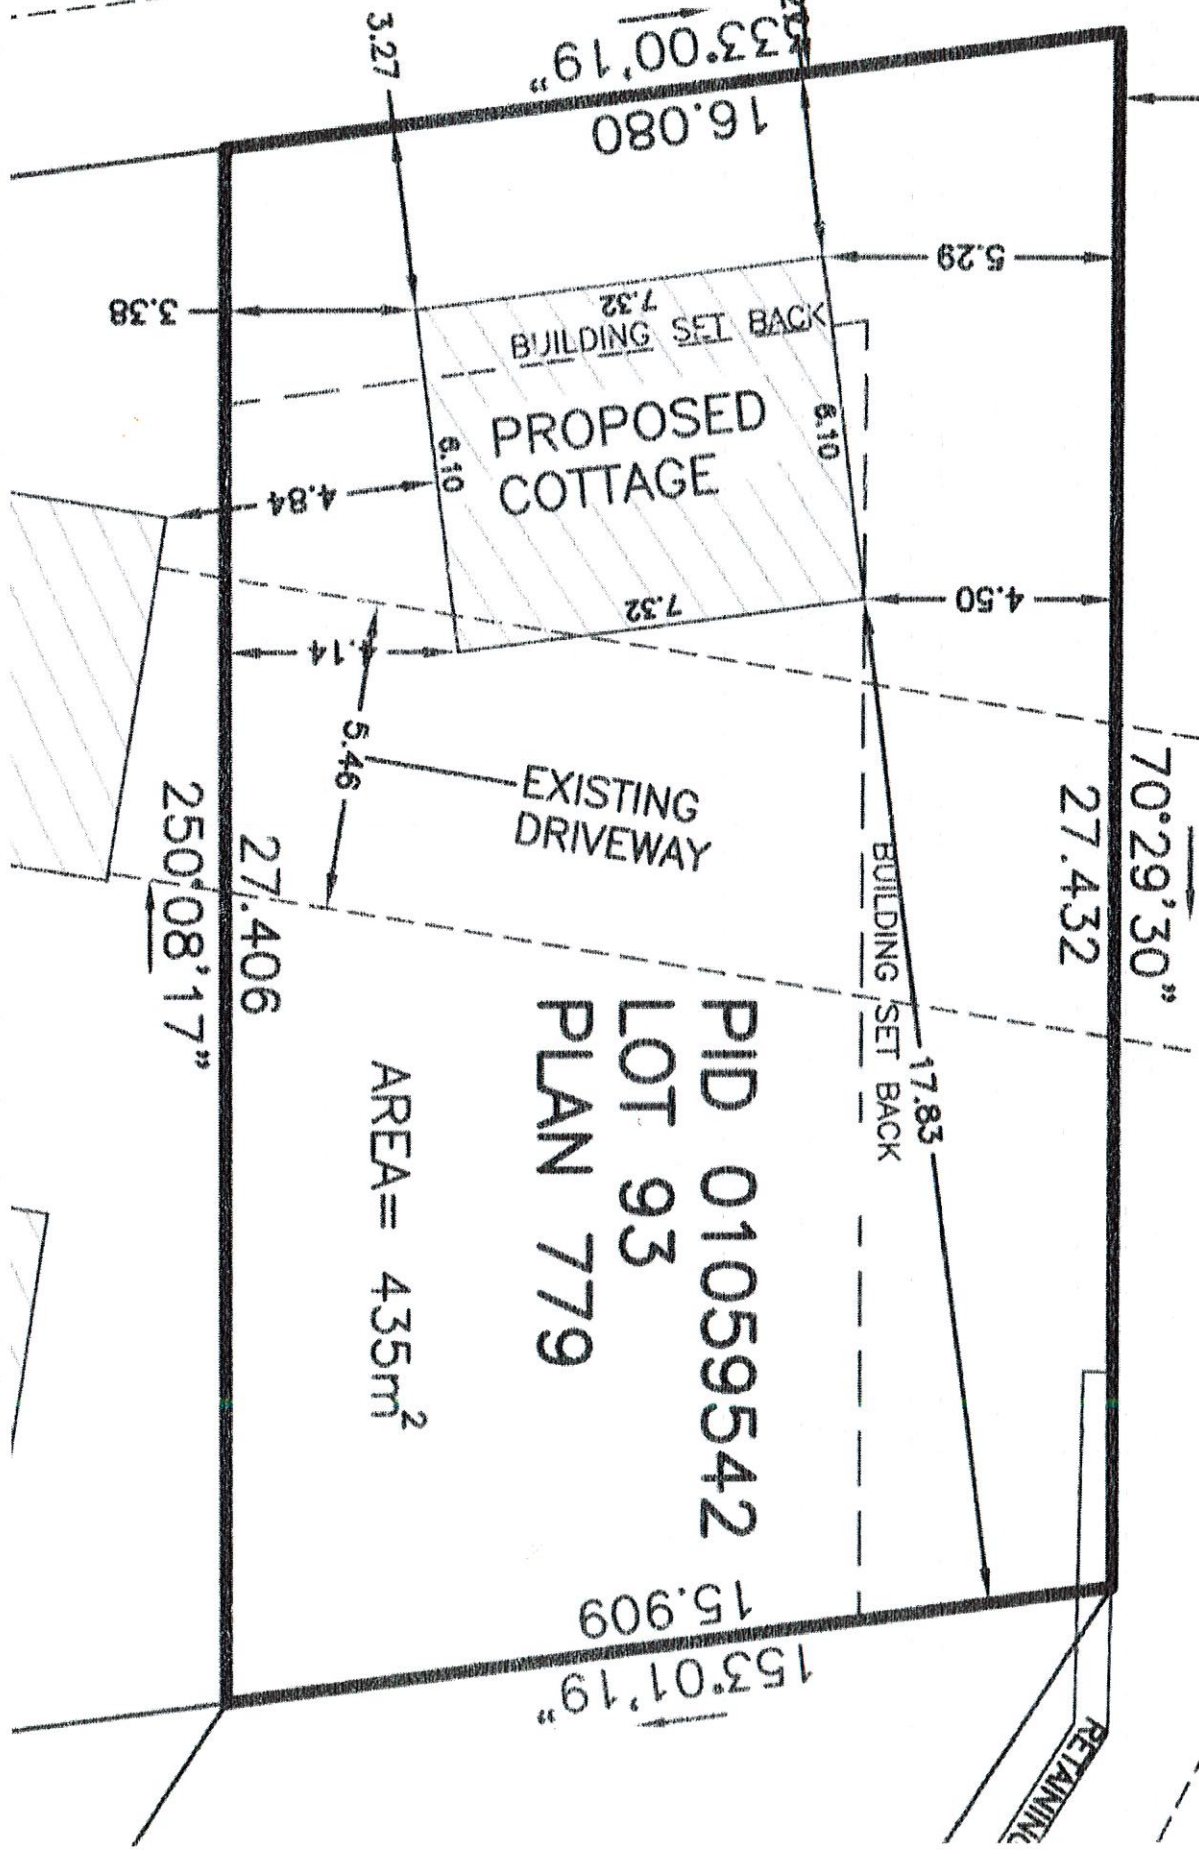 333°00'19"
16.080
3.27
5.29
3.38
7.32
BUILDING SET BACK
PROPOSED
COTTAGE
6.10
6.10
4.84
7.32
4.50
4.14
5.46
EXISTING
DRIVEWAY
70°29'30"
27.432
250°08'17"
27.406
BUILDING SET BACK
17.83
PID 01059542
LOT 93
PLAN 779
AREA= 435m²
15.909
153°01'19"
RETAINING